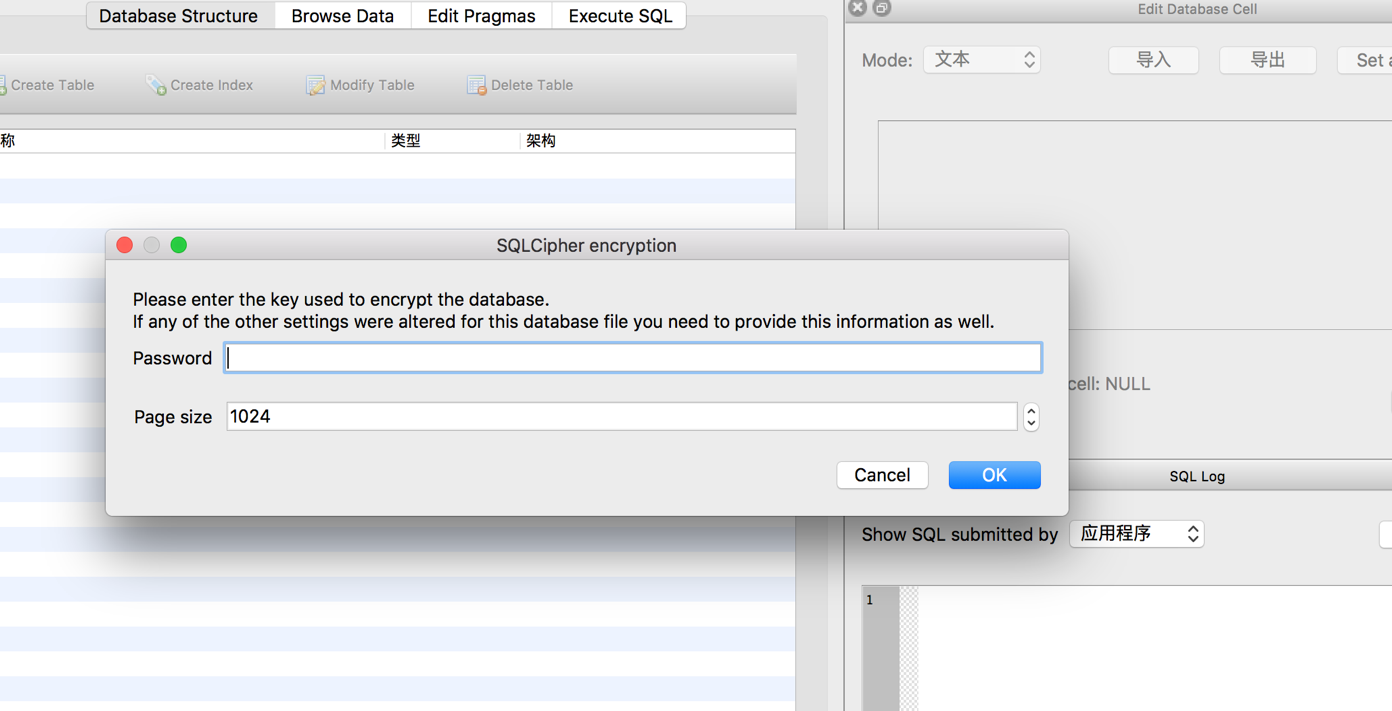 Database Structure Browse Data Edit Pragmas Execute SQL
Edit Database Cell
Mode: 文本 导入 导出 Set
Create Table Create Index Modify Table Delete Table
称 类型 架构
SQLCipher encryption
Please enter the key used to encrypt the database.
If any of the other settings were altered for this database file you need to provide this information as well.
Password
cell: NULL
Page size 1024
Cancel OK
SQL Log
Show SQL submitted by 应用程序
1